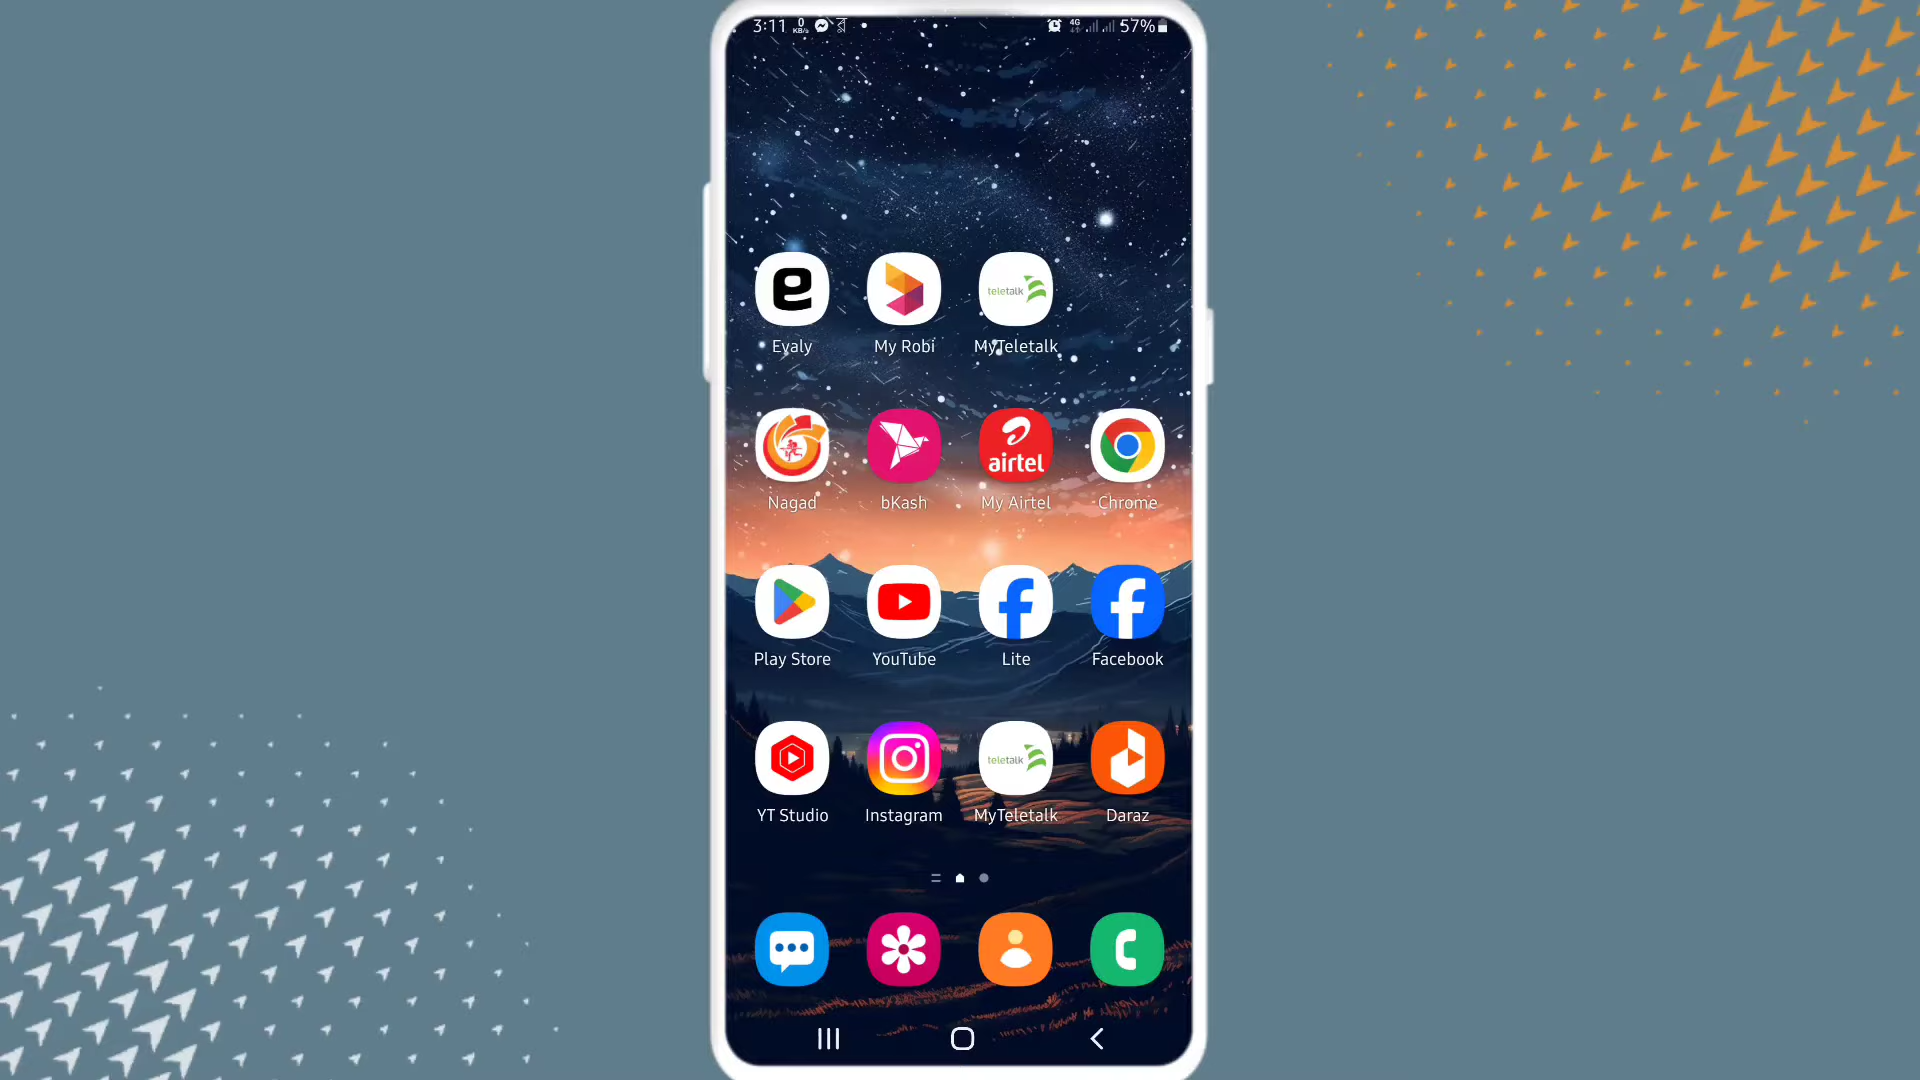 3:11 0 KB/s 4G 57%
teletalk
Evaly My Robi MyTeletalk
airtel
Nagad bKash My Airtel Chrome
Play Store YouTube Lite Facebook
teletalk
YT Studio Instagram MyTeletalk Daraz